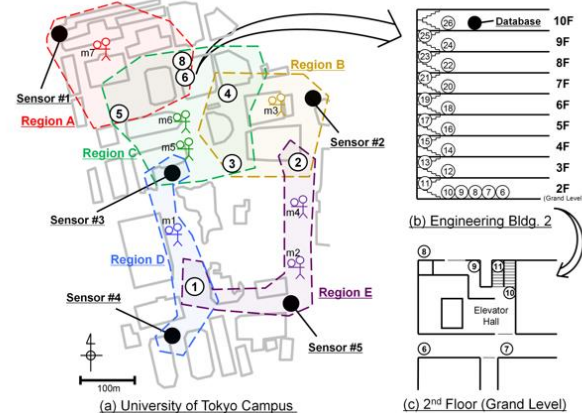 Sensor #1
m7
Region A
8
6
5
4
Region B
m3
Sensor #2
m6
Region C
m5
3
2
Sensor #3
m1
m4
Region D
m2
1
Region E
Sensor #4
Sensor #5
100m
(a) University of Tokyo Campus
26 Database 10F
25
24 9F
23
22 8F
21
20 7F
19
18 6F
17
16 5F
15
14 4F
13
12 3F
11
10 9 8 7 6 2F
(Grand Level)
(b) Engineering Bldg. 2
8
9
11
10
Elevator
Hall
6
7
(c) 2nd Floor (Grand Level)